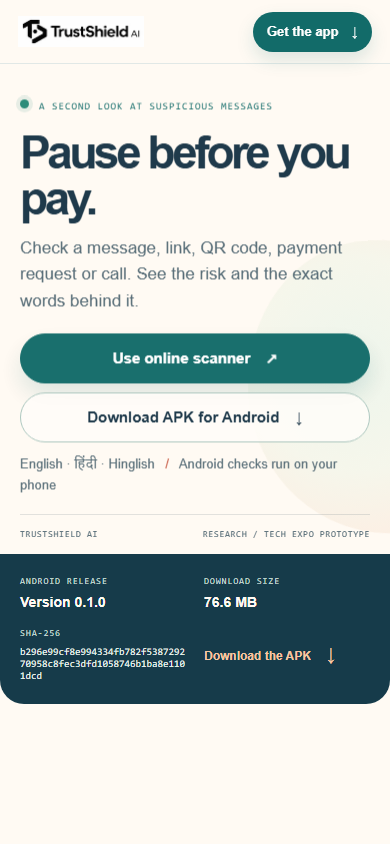 TrustShield AI
Get the app ↓
A SECOND LOOK AT SUSPICIOUS MESSAGES
Pause before you
pay.
Check a message, link, QR code, payment
request or call. See the risk and the exact
words behind it.
Use online scanner ↗
Download APK for Android ↓
English · हिंदी · Hinglish / Android checks run on your
phone
TRUSTSHIELD AI
RESEARCH / TECH EXPO PROTOTYPE
ANDROID RELEASE
Version 0.1.0
DOWNLOAD SIZE
76.6 MB
SHA-256
b296e99cf8e994334fb782f5387292
70958c8fec3dfd1058746b1ba8e110
1dcd
Download the APK ↓